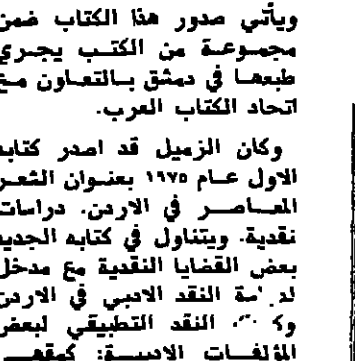 ويأتي صدور هذا الكتاب ضمن
مجموعة من الكتب يجري
طبعها في دمشق بالتعاون مع
اتحاد الكتاب العرب.
وكان الزميل قد اصدر كتابه
الاول عام ١٩٧٥ بعنوان الشعر
المعاصر في الاردن. دراسات
نقدية. ويتناول في كتابه الجديد
بعض القضايا النقدية مع مدخل
النقد الادبي في الاردن
النقد التطبيقي لبعض
المؤلفات الادبية: